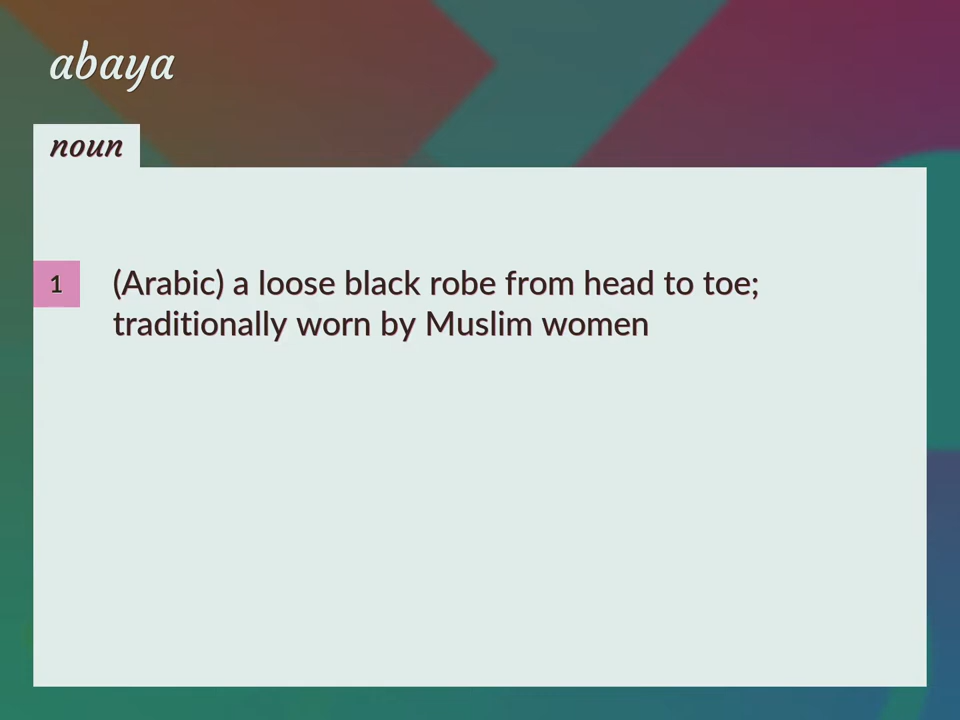 abaya
noun
1
(Arabic) a loose black robe from head to toe;
traditionally worn by Muslim women